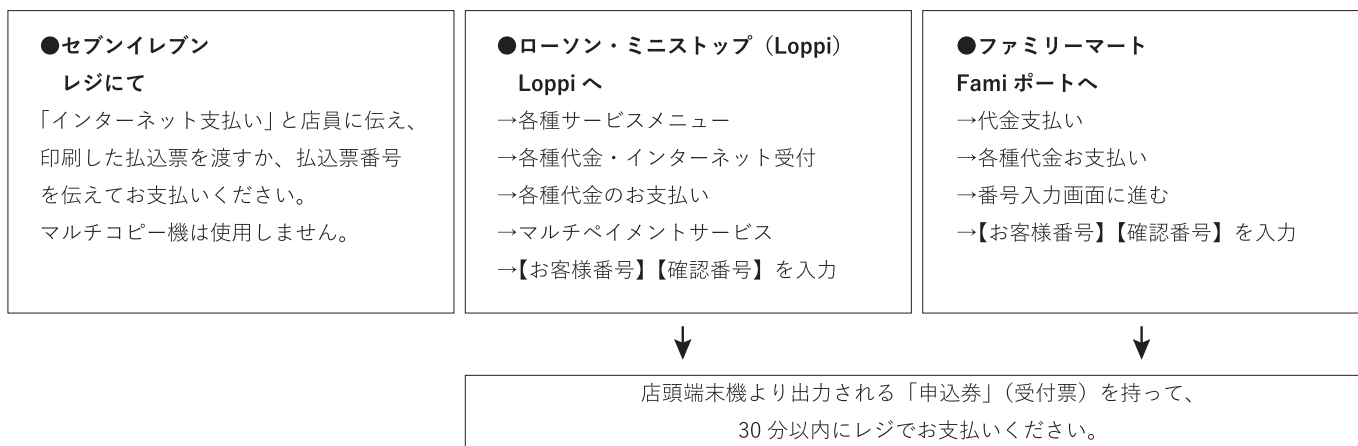 ●セブンイレブン
レジにて
「インターネット支払い」と店員に伝え、
印刷した払込票を渡すか、払込票番号
を伝えてお支払いください。
マルチコピー機は使用しません。
●ローソン・ミニストップ（Loppi）
Loppi へ
→各種サービスメニュー
→各種代金・インターネット受付
→各種代金のお支払い
→マルチペイメントサービス
→【お客様番号】【確認番号】を入力
●ファミリーマート
Fami ポートへ
→代金支払い
→各種代金お支払い
→番号入力画面に進む
→【お客様番号】【確認番号】を入力
店頭端末機より出力される「申込券」（受付票）を持って、
30 分以内にレジでお支払いください。